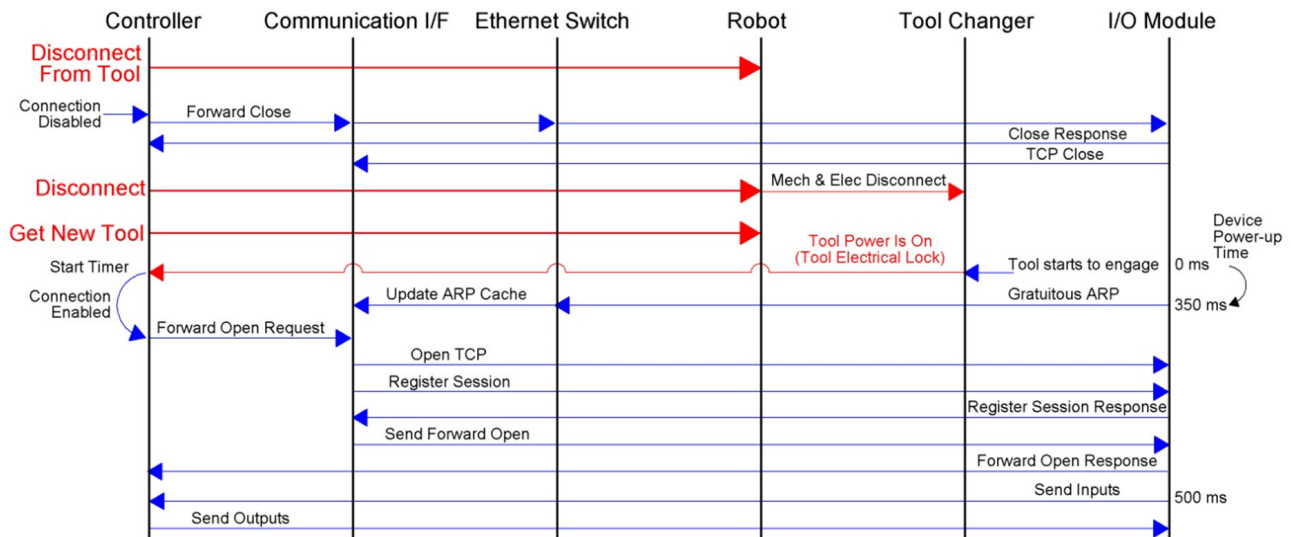 Controller Communication I/F Ethernet Switch Robot Tool Changer I/O Module
Disconnect
From Tool
Connection
Disabled
Forward Close
Close Response
TCP Close
Disconnect
Mech & Elec Disconnect
Get New Tool
Device
Power-up
Time
Tool Power Is On
(Tool Electrical Lock)
Start Timer
Tool starts to engage
0 ms
Connection
Enabled
Update ARP Cache
Gratuitous ARP
350 ms
Forward Open Request
Open TCP
Register Session
Register Session Response
Send Forward Open
Forward Open Response
Send Inputs
500 ms
Send Outputs